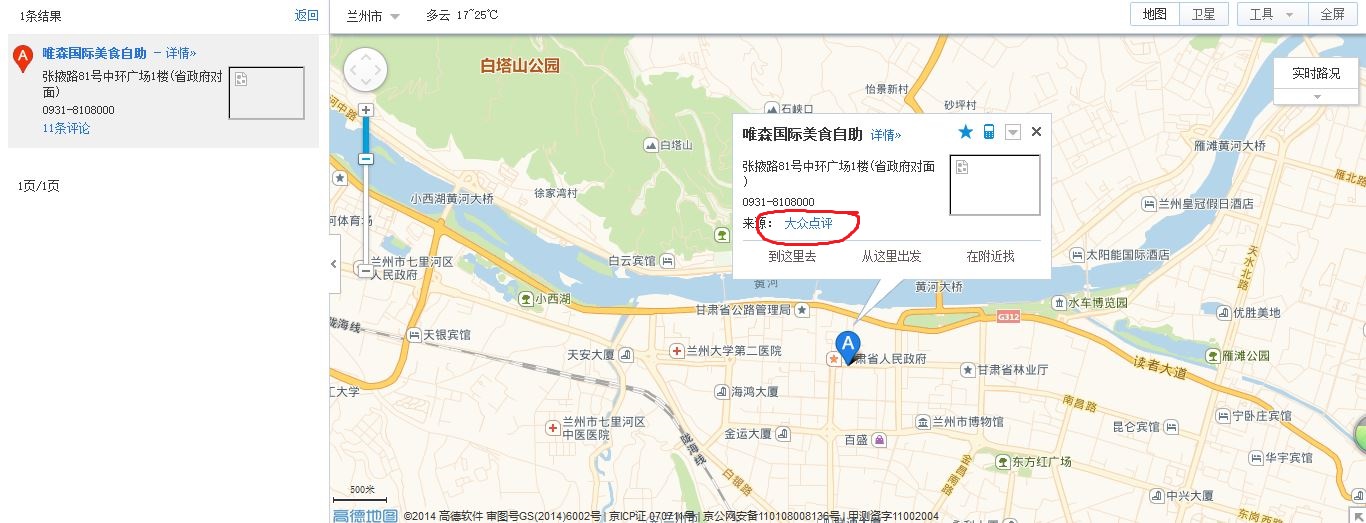 1条结果
返回
唯森国际美食自助 - 详情»
张掖路81号中环广场1楼(省政府对
面)
0931-8108000
11条评论
1页/1页
兰州市
多云 17~25℃
地图
卫星
工具
全屏
实时路况
白塔山公园
怡景新村
石峡口
砂坪村
河中路
白塔山
雁滩黄河大桥
雁北路
小西湖黄河大桥
徐家湾村
兰州皇冠假日酒店
河体育场
唯森国际美食自助 详情»
张掖路81号中环广场1楼(省政府对面
)
0931-8108000
来源: 大众点评
到这里去
从这里出发
在附近找
兰州市七里河区
人民政府
白云宾馆
太阳能国际酒店
天水北路
黄河
黄河大桥
小西湖
甘肃省公路管理局
水车博览园
G312
优胜美地
陇海线
天银宾馆
天安大厦
兰州大学第二医院
A
甘肃省人民政府
甘肃省林业厅
雁滩公园
读者大道
工大学
海鸿大厦
南昌路
兰州市七里河区
中医医院
金运大厦
百盛
兰州市博物馆
昆仑宾馆
宁卧庄宾馆
陇海线
白银路
金昌南路
东方红广场
华宇宾馆
中兴大厦
500米
高德地图
©2014 高德软件 审图号GS(2014)6002号 | 京ICP证 070711号 | 京公网安备110108008136号 | 甲测资字11002004
东岗西路